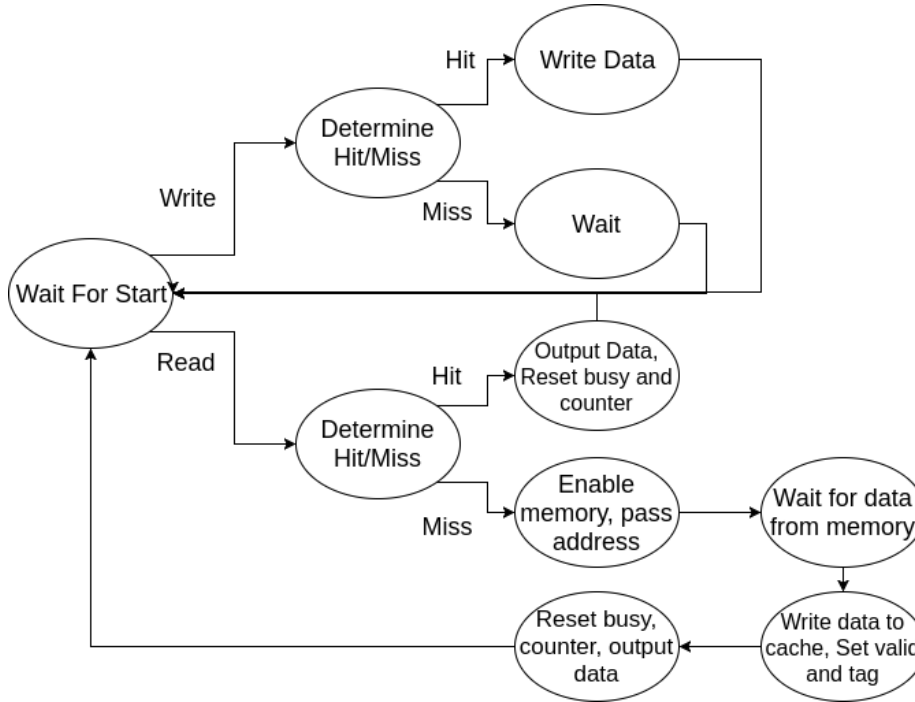 Hit
Write Data
Determine
Hit/Miss
Write
Miss
Wait
Wait For Start
Read
Hit
Output Data,
Reset busy and
counter
Determine
Hit/Miss
Miss
Enable
memory, pass
address
Wait for data
from memory
Reset busy,
counter, output
data
Write data to
cache, Set valid
and tag